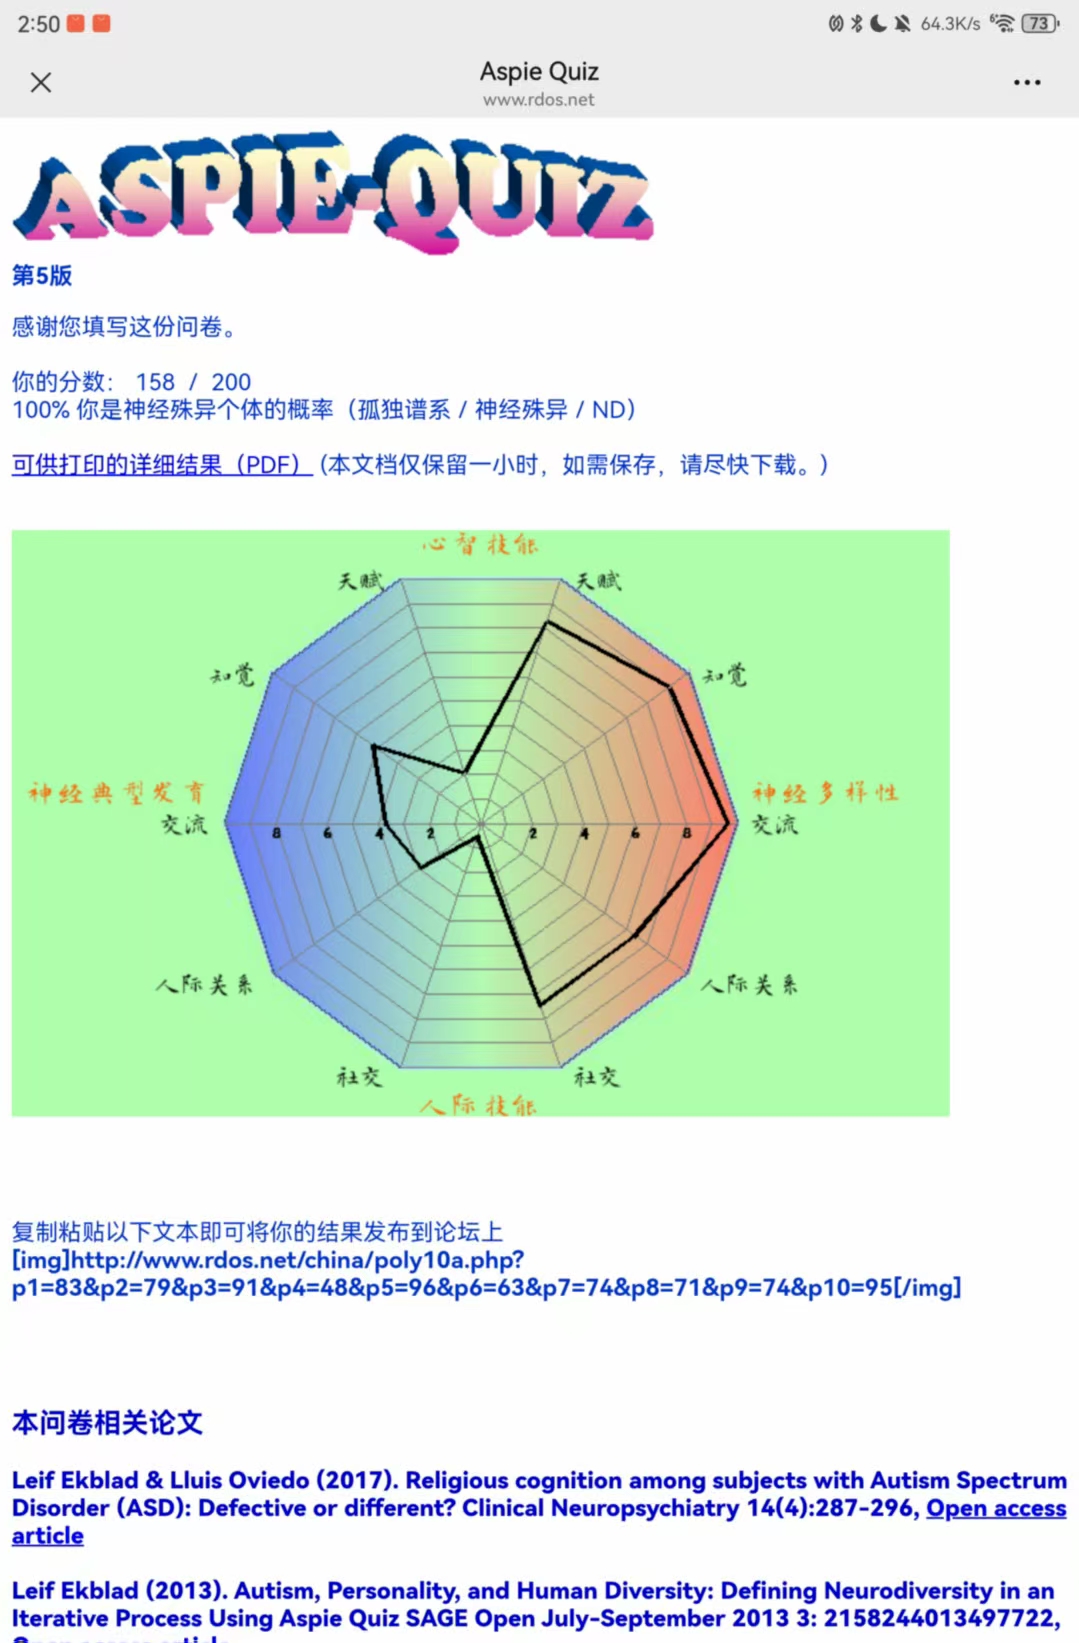 2:50
64.3K/s
73
Aspie Quiz
www.rdos.net
ASPIE-QUIZ
第5版
感谢您填写这份问卷。
你的分数： 158 / 200
100% 你是神经殊异个体的概率（孤独谱系 / 神经殊异 / ND）
可供打印的详细结果（PDF） (本文档仅保留一小时，如需保存，请尽快下载。)
心智技能
天赋 天赋
知觉 知觉
神经典型发育 神经多样性
交流 8 6 4 2 2 4 6 8 交流
人际关系 人际关系
社交 社交
人际技能
复制粘贴以下文本即可将你的结果发布到论坛上
[img]http://www.rdos.net/china/poly10a.php?
p1=83&p2=79&p3=91&p4=48&p5=96&p6=63&p7=74&p8=71&p9=74&p10=95[/img]
本问卷相关论文
Leif Ekblad & Lluis Oviedo (2017). Religious cognition among subjects with Autism Spectrum
Disorder (ASD): Defective or different? Clinical Neuropsychiatry 14(4):287-296, Open access
article
Leif Ekblad (2013). Autism, Personality, and Human Diversity: Defining Neurodiversity in an
Iterative Process Using Aspie Quiz SAGE Open July-September 2013 3: 2158244013497722,